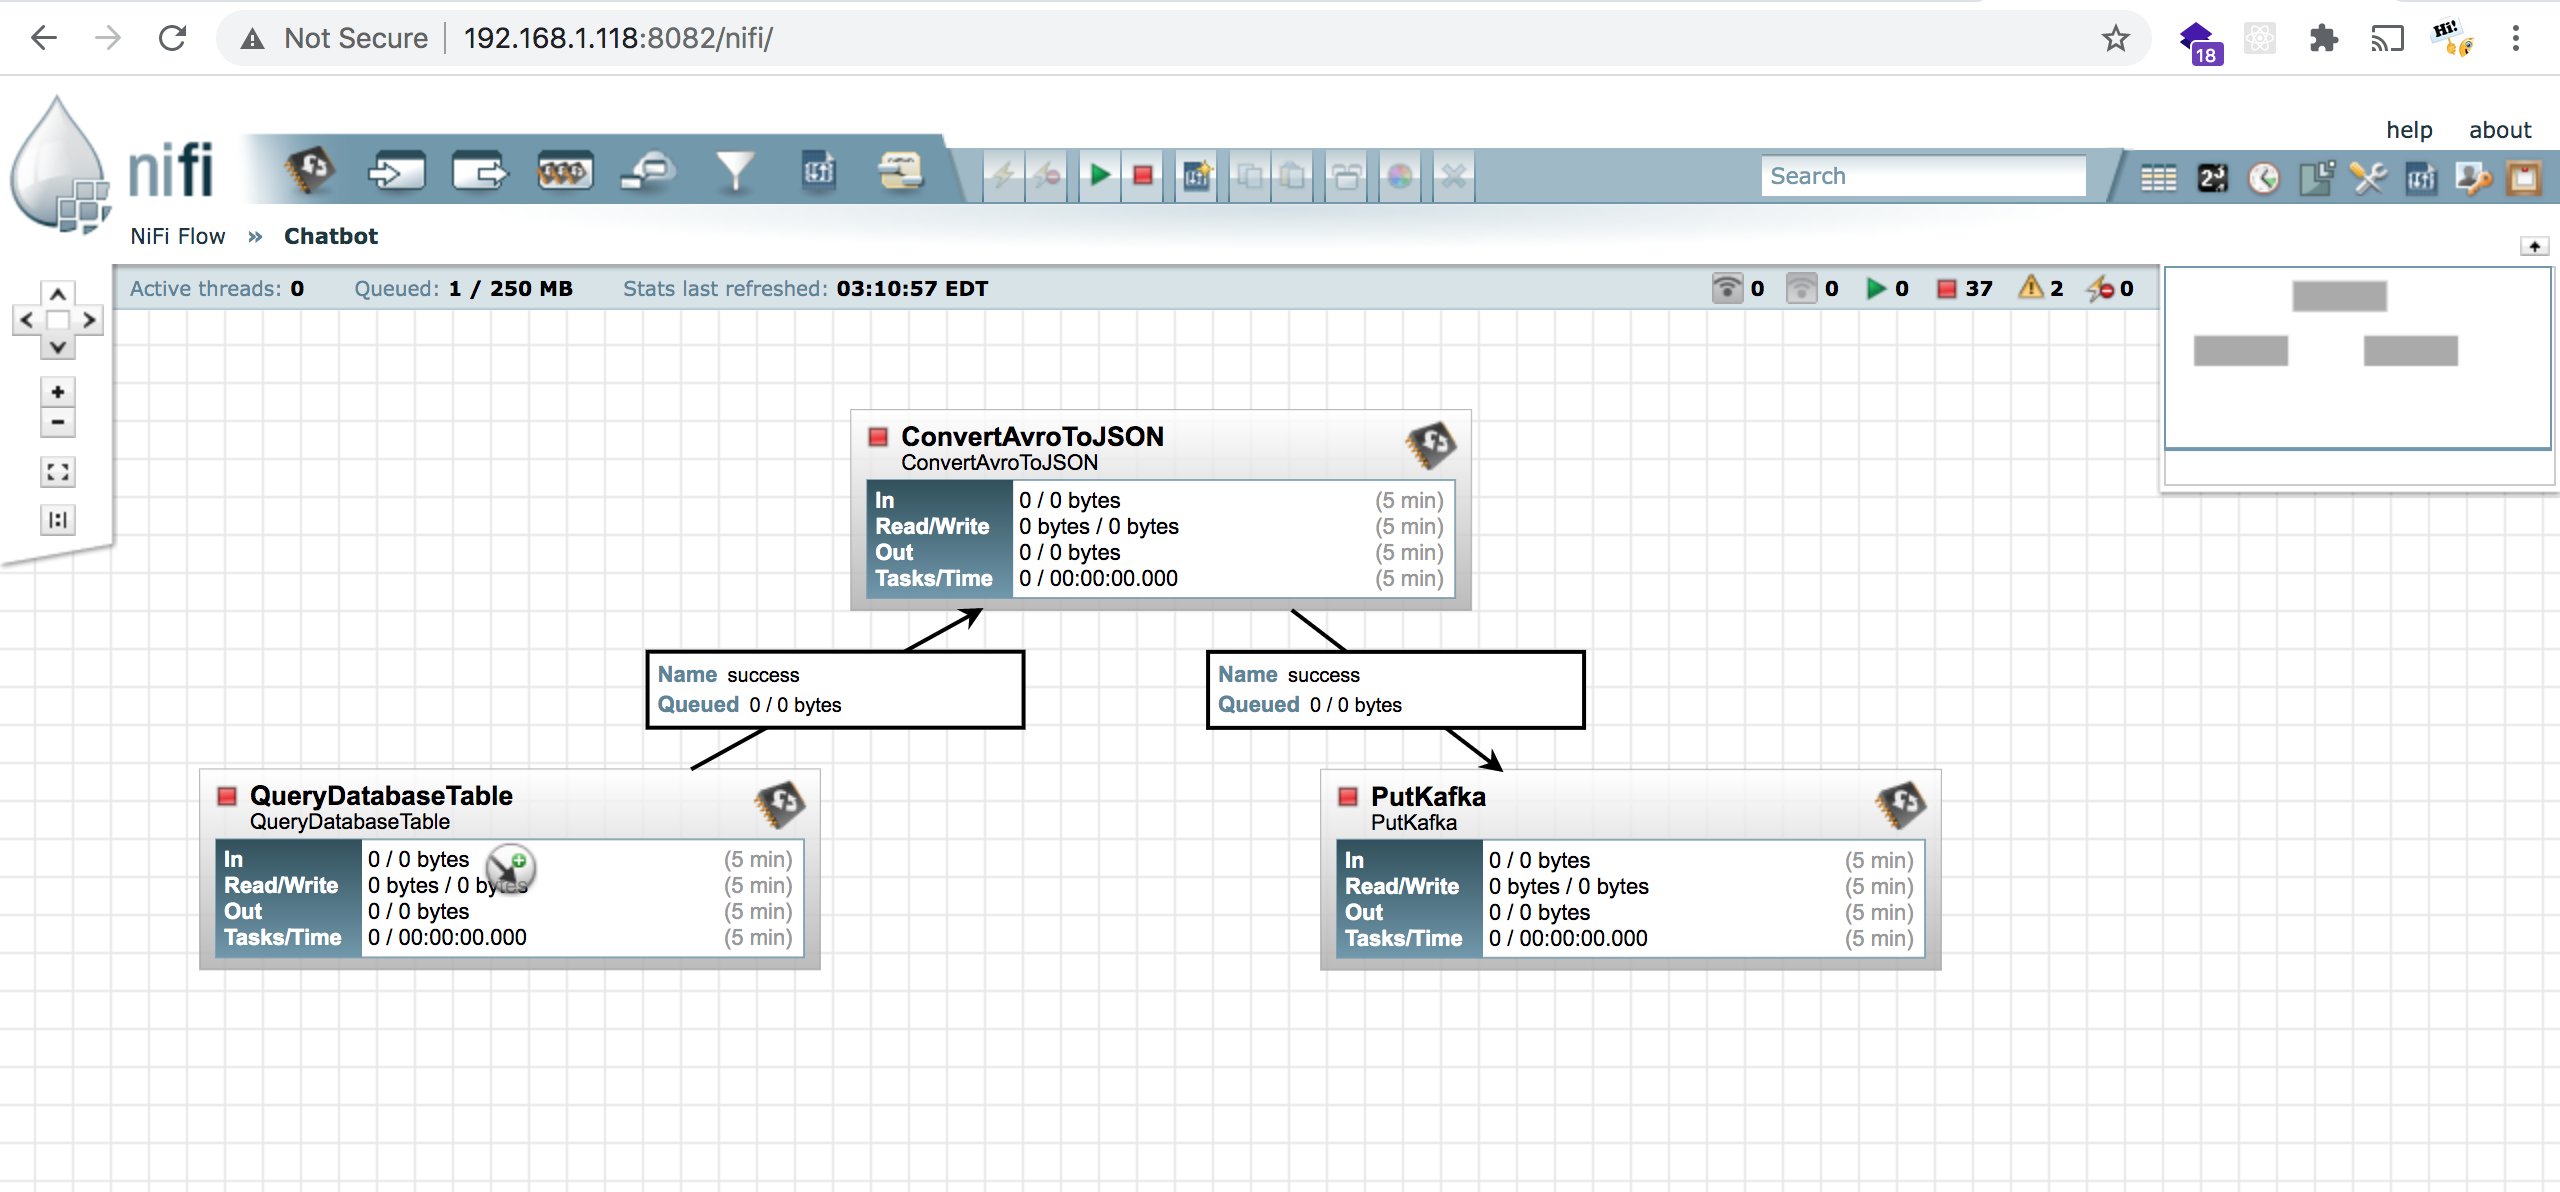 Not Secure 192.168.1.118:8082/nifi/
18
Hi!
help about
nifi
Search
NiFi Flow » Chatbot
Active threads: 0 Queued: 1 / 250 MB Stats last refreshed: 03:10:57 EDT 0 0 0 37 2 0
ConvertAvroToJSON
ConvertAvroToJSON
In 0 / 0 bytes (5 min)
Read/Write 0 bytes / 0 bytes (5 min)
Out 0 / 0 bytes (5 min)
Tasks/Time 0 / 00:00:00.000 (5 min)
Name success
Queued 0 / 0 bytes
Name success
Queued 0 / 0 bytes
QueryDatabaseTable
QueryDatabaseTable
In 0 / 0 bytes (5 min)
Read/Write 0 bytes / 0 bytes (5 min)
Out 0 / 0 bytes (5 min)
Tasks/Time 0 / 00:00:00.000 (5 min)
PutKafka
PutKafka
In 0 / 0 bytes (5 min)
Read/Write 0 bytes / 0 bytes (5 min)
Out 0 / 0 bytes (5 min)
Tasks/Time 0 / 00:00:00.000 (5 min)